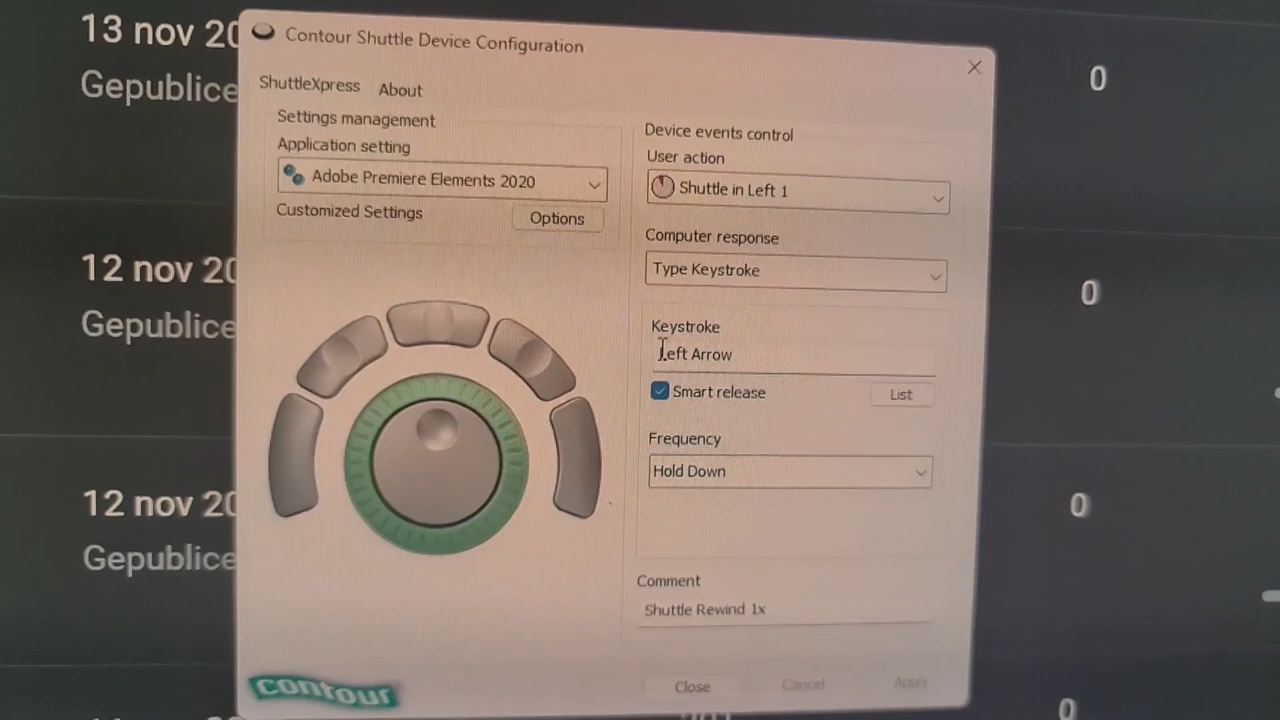 13 nov 20
Gepublice
0
Contour Shuttle Device Configuration
ShuttleXpress About
Settings management
Application setting
Adobe Premiere Elements 2020
Customized Settings
Options
Device events control
User action
Shuttle in Left 1
Computer response
Type Keystroke
Keystroke
Left Arrow
Smart release
List
Frequency
Hold Down
Comment
Shuttle Rewind 1x
contour
Close
Cancel
Apply
12 nov 20
Gepublice
0
12 nov 20
Gepublice
0
0